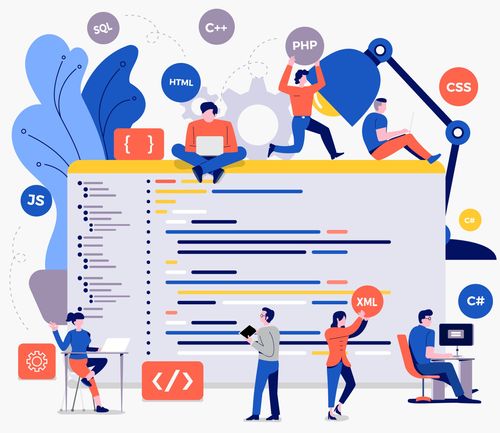 SQL
C++
PHP
HTML
CSS
{ }
JS
C#
C#
XML
</>